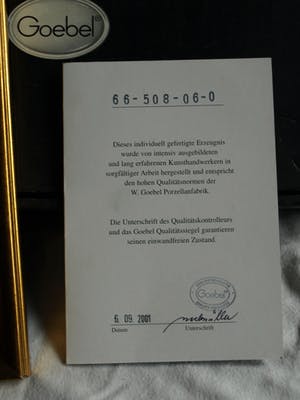 Goebel®
66-508-06-0
Dieses individuell gefertigte Erzeugnis
wurde von intensiv ausgebildeten
und lang erfahrenen Kunsthandwerkern in
sorgfältiger Arbeit hergestellt und entspricht
den hohen Qualitätsnormen der
W. Goebel Porzellanfabrik.
Die Unterschrift des Qualitätskontrolleurs
und das Goebel Qualitätssiegel garantieren
seinen einwandfreien Zustand.
Goebel
6. 09. 2001
Datum Unterschrift